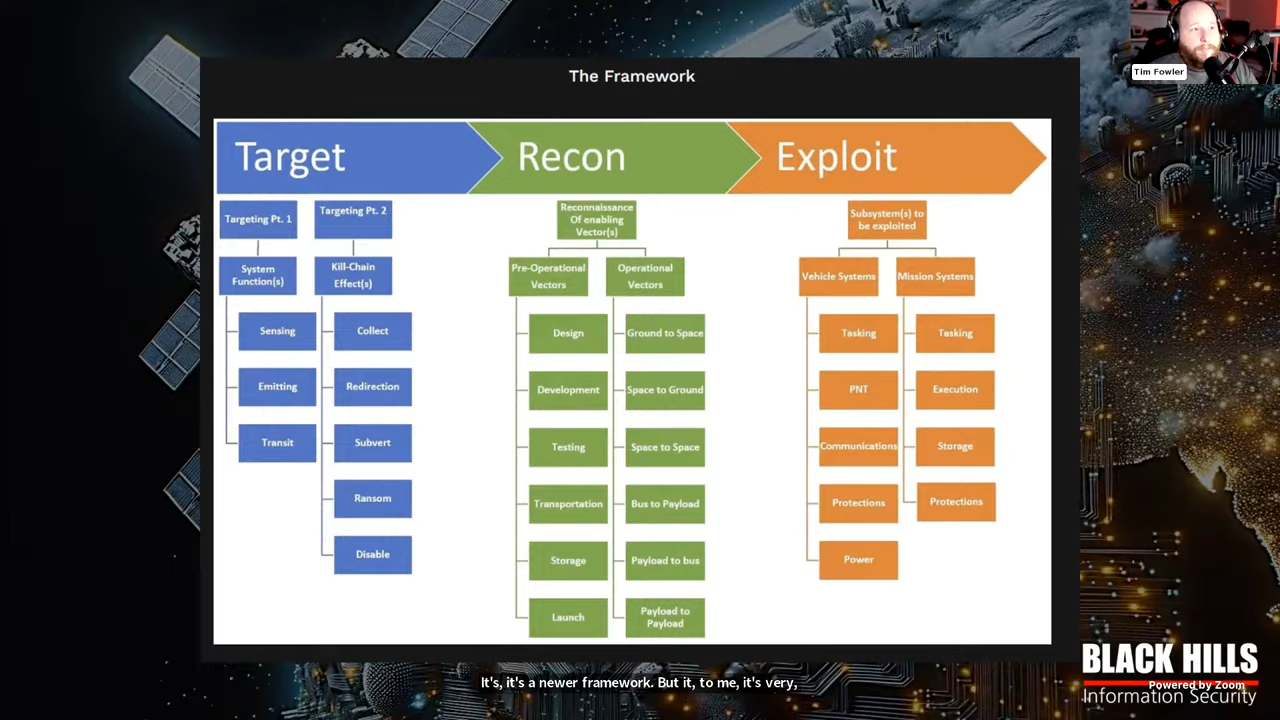 Tim Fowler
The Framework
Target
Recon
Exploit
Targeting Pt. 1
System
Function(s)
Sensing
Emitting
Transit
Targeting Pt. 2
Kill-Chain
Effect(s)
Collect
Redirection
Subvert
Ransom
Disable
Reconnaissance
Of enabling
Vector(s)
Pre-Operational
Vectors
Design
Development
Testing
Transportation
Storage
Launch
Operational
Vectors
Ground to Space
Space to Ground
Space to Space
Bus to Payload
Payload to bus
Payload to
Payload
Subsystem(s) to
be exploited
Vehicle Systems
Tasking
PNT
Communications
Protections
Power
Mission Systems
Tasking
Execution
Storage
Protections
It's, it's a newer framework. But it, to me, it's very,
BLACK HILLS
Information Security
Powered by Zoom